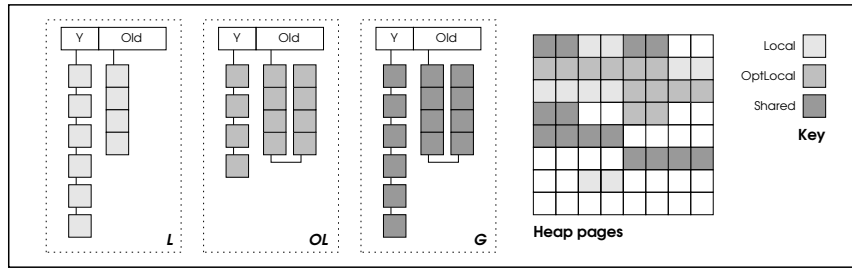 Y Old
Y Old
Y Old
Local
OptLocal
Shared
Key
L
OL
G
Heap pages